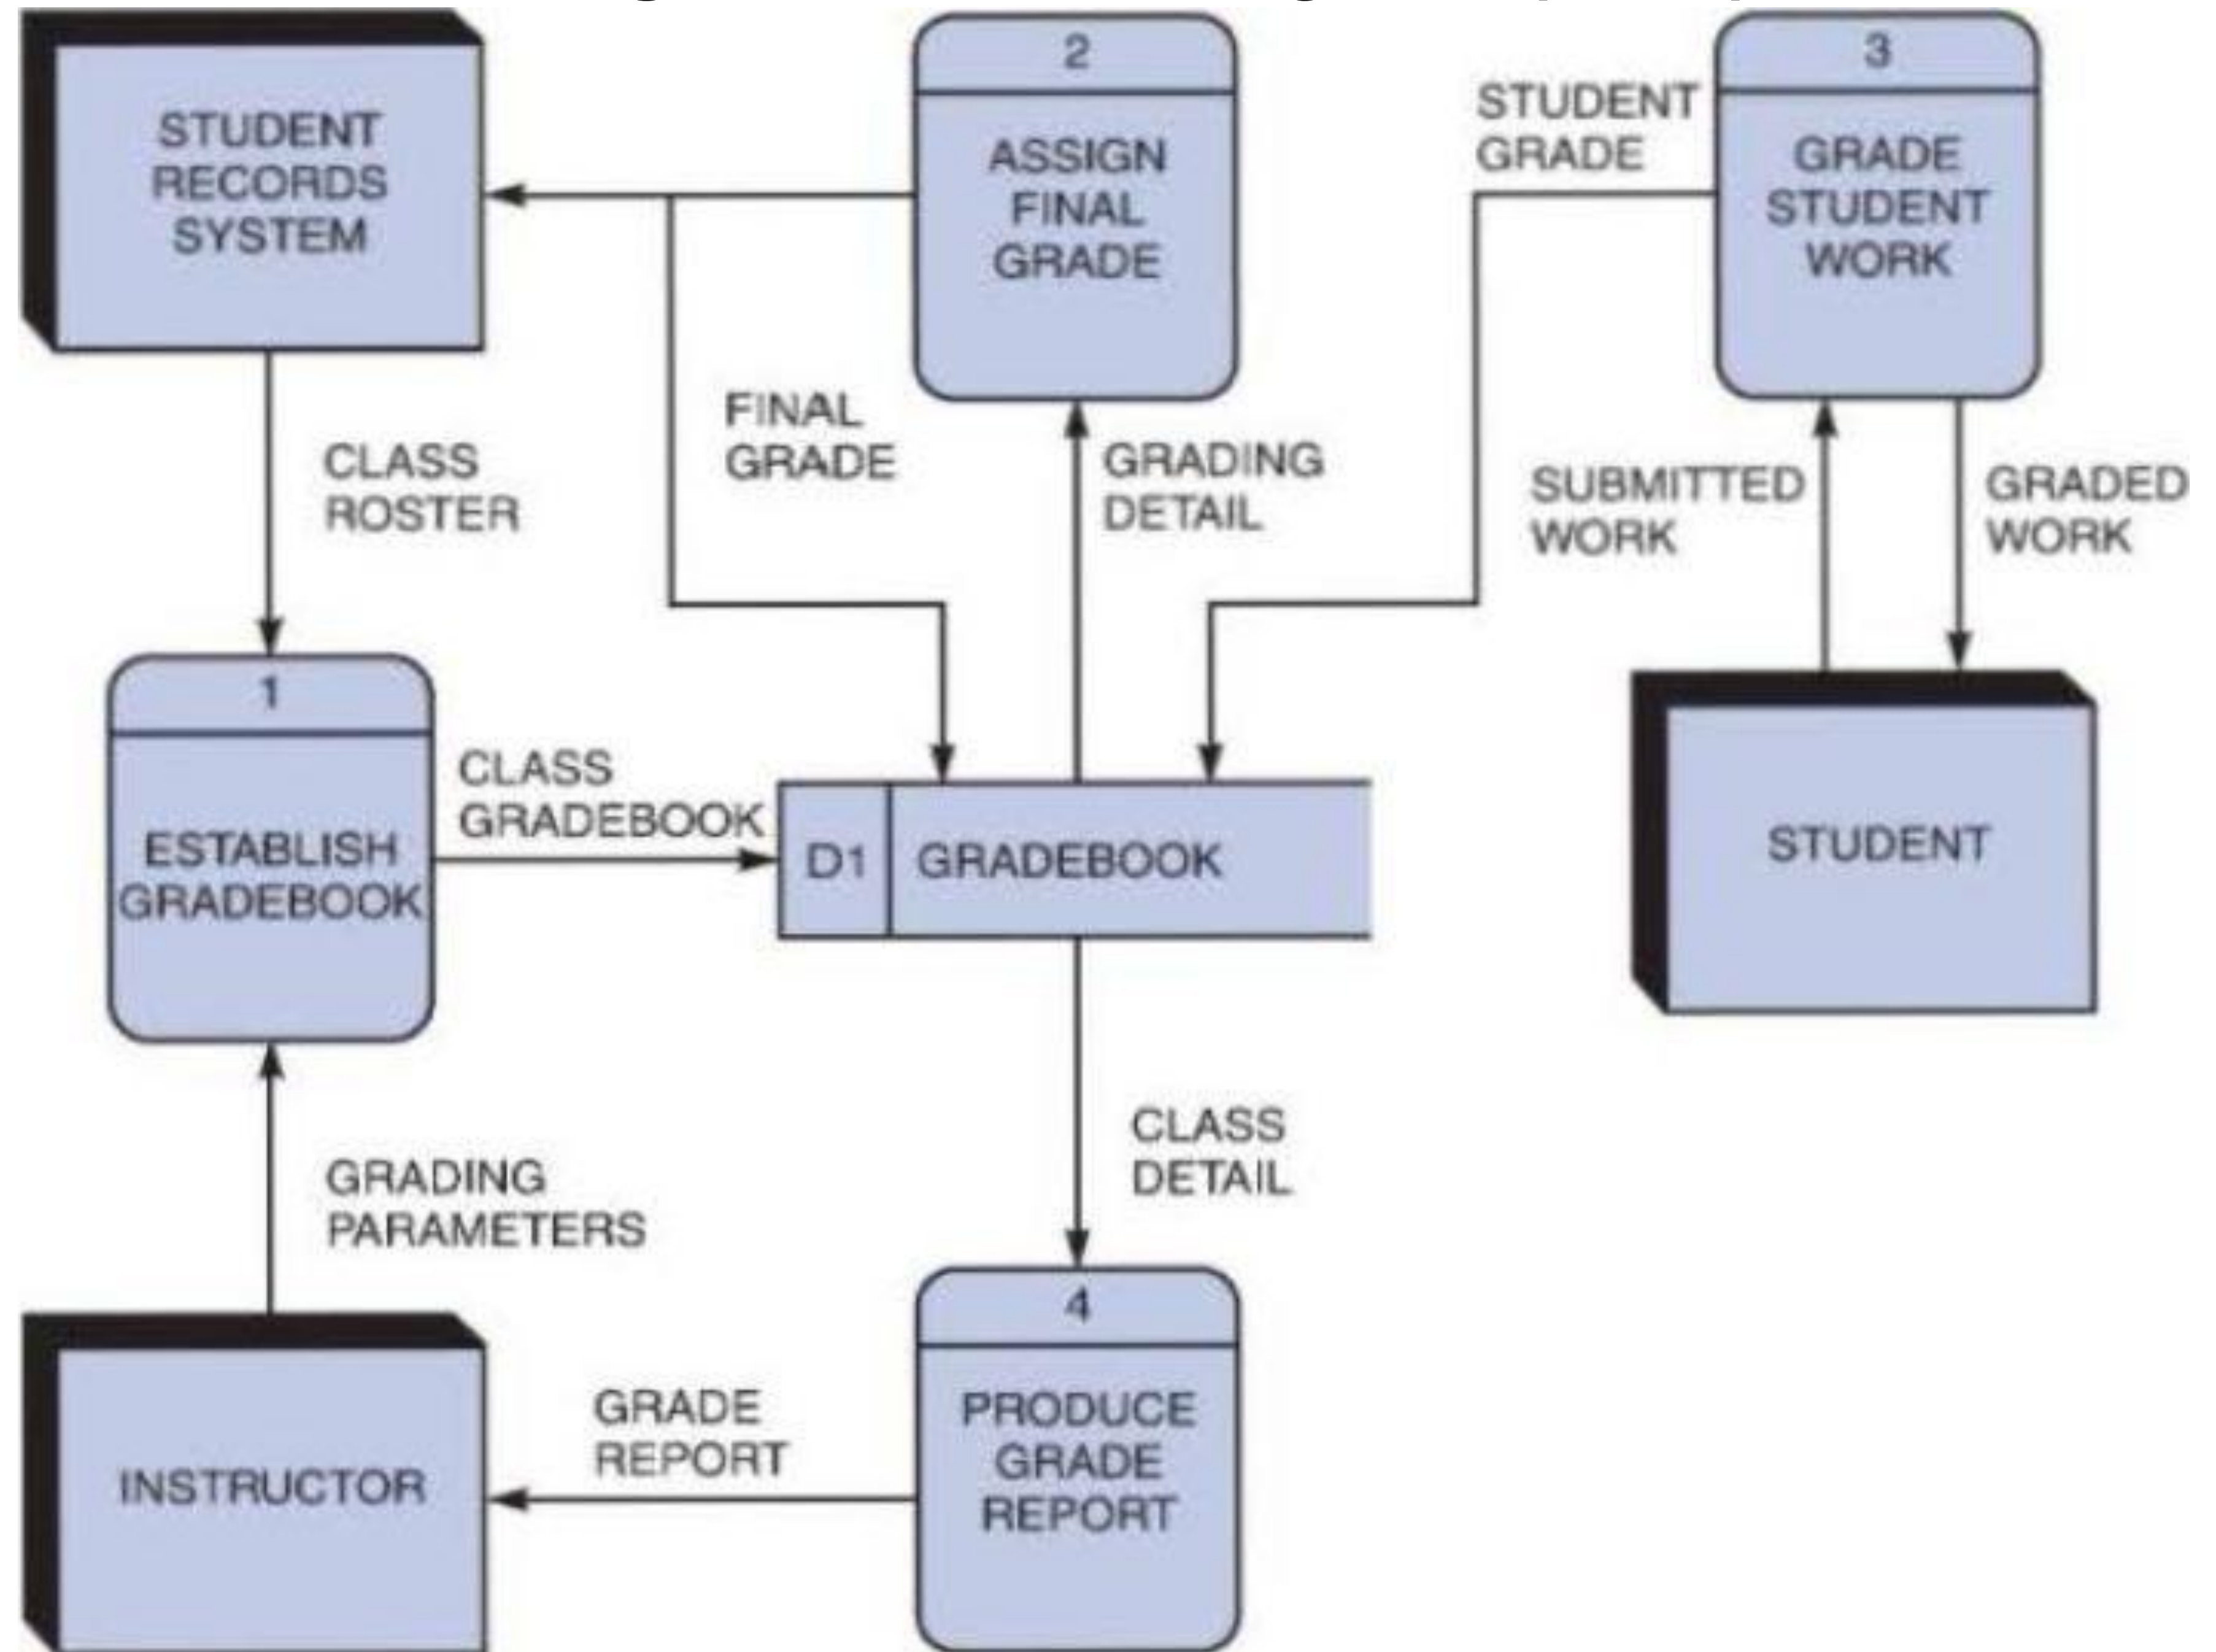 STUDENT
RECORDS
SYSTEM
2
ASSIGN
FINAL
GRADE
STUDENT
GRADE
3
GRADE
STUDENT
WORK
CLASS
ROSTER
FINAL
GRADE
GRADING
DETAIL
SUBMITTED
WORK
GRADED
WORK
1
ESTABLISH
GRADEBOOK
CLASS
GRADEBOOK
D1
GRADEBOOK
STUDENT
GRADING
PARAMETERS
CLASS
DETAIL
INSTRUCTOR
GRADE
REPORT
4
PRODUCE
GRADE
REPORT